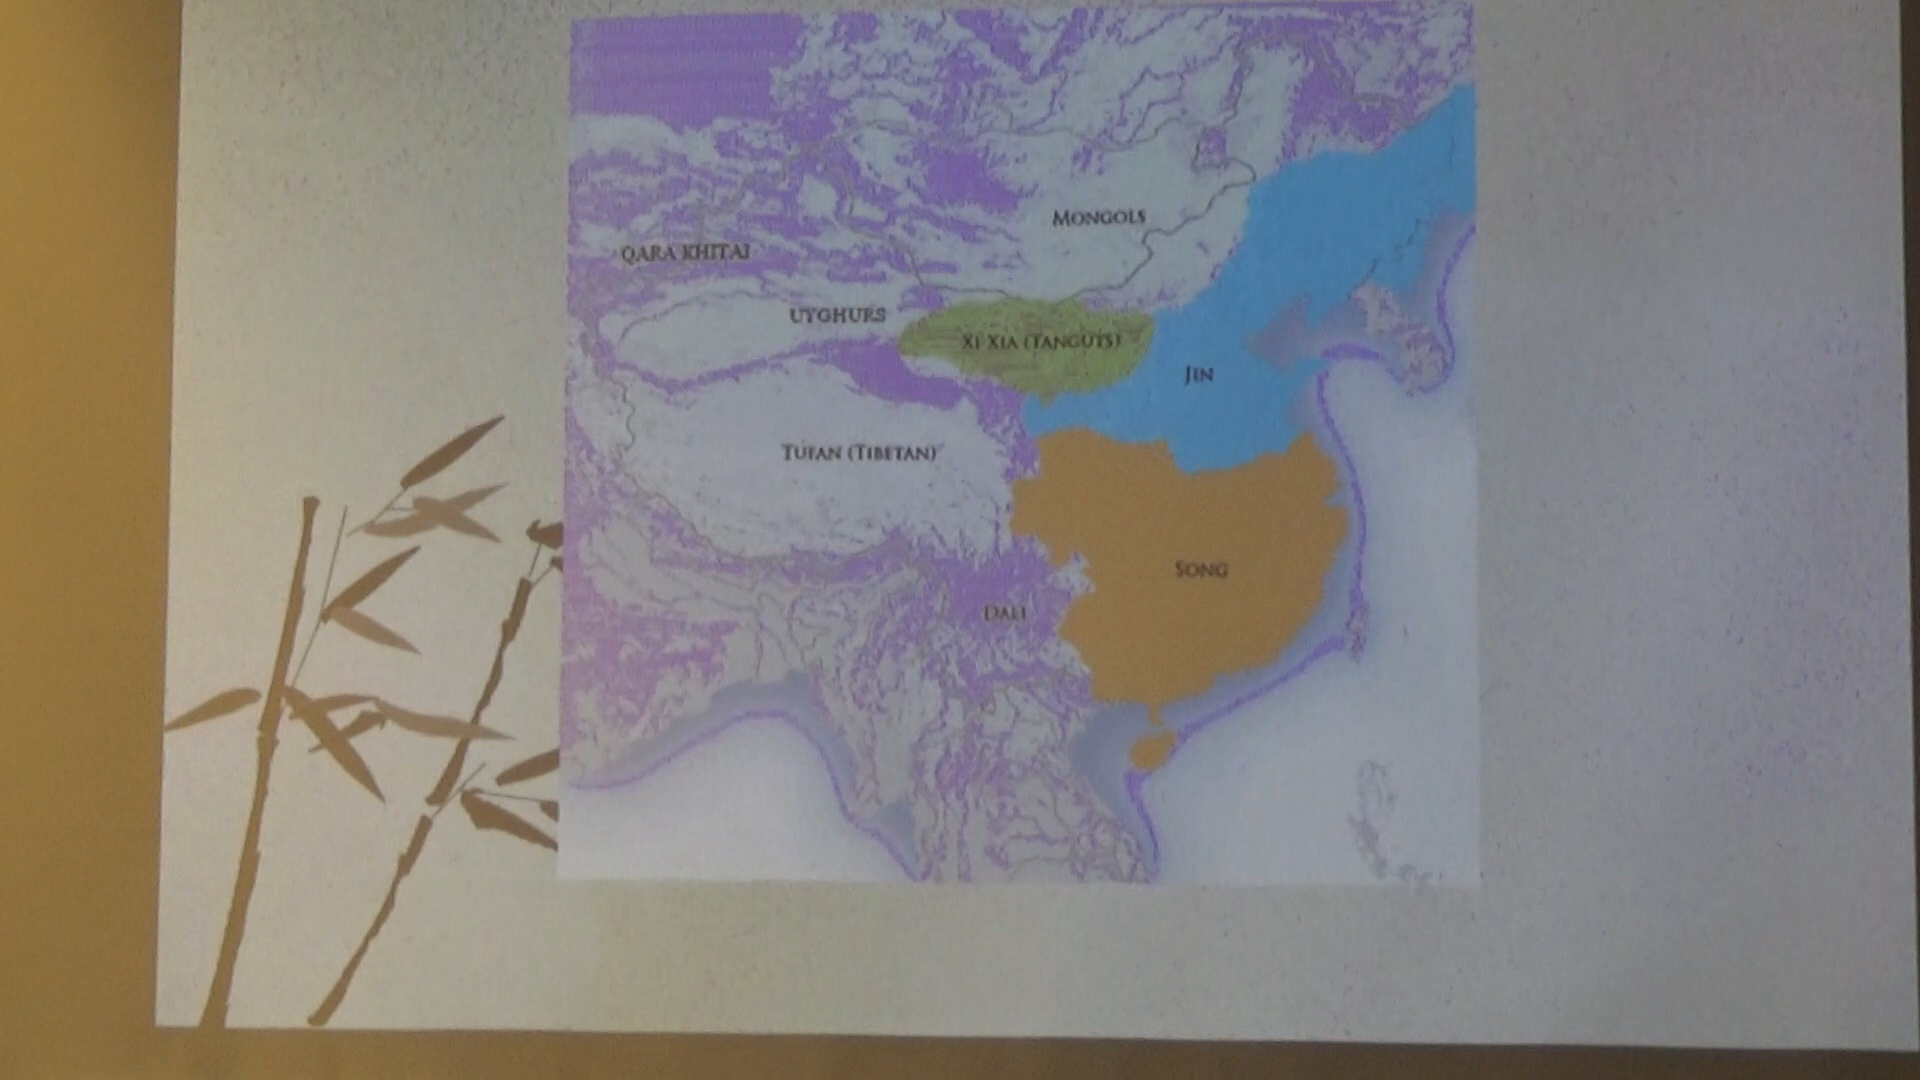 MONGOLS
QARA KHITAI
UYGHURS
XI XIA (TANGUTS)
JIN
TUFAN (TIBETAN)
SONG
DALI